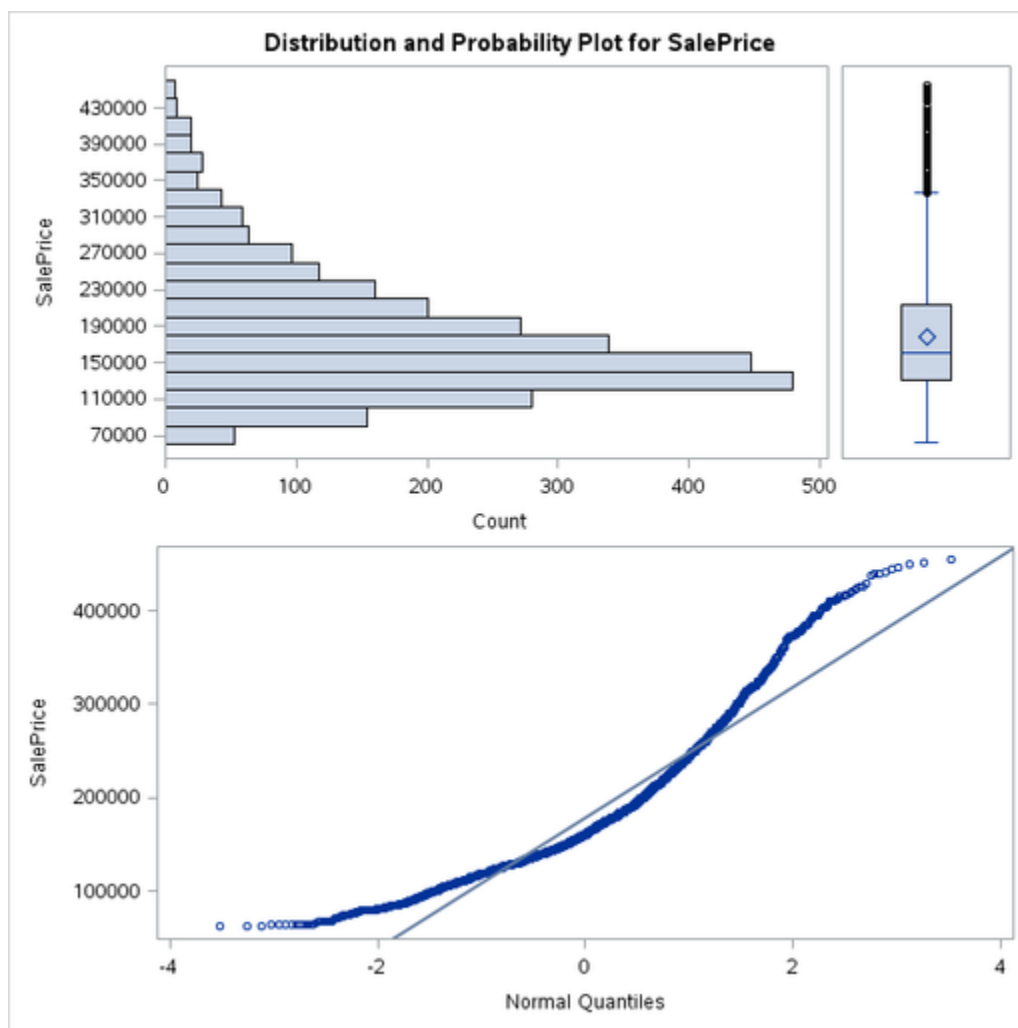 Distribution and Probability Plot for SalePrice
SalePrice
430000
390000
350000
310000
270000
230000
190000
150000
110000
70000
0 100 200 300 400 500
Count
SalePrice
400000
300000
200000
100000
-4 -2 0 2 4
Normal Quantiles